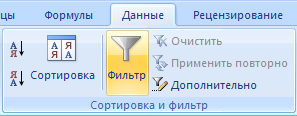 цы Формулы Данные Рецензирование
А Я
Я А
А Я
Я А
Сортировка
Фильтр
Очистить
Применить повторно
Дополнительно
Сортировка и фильтр